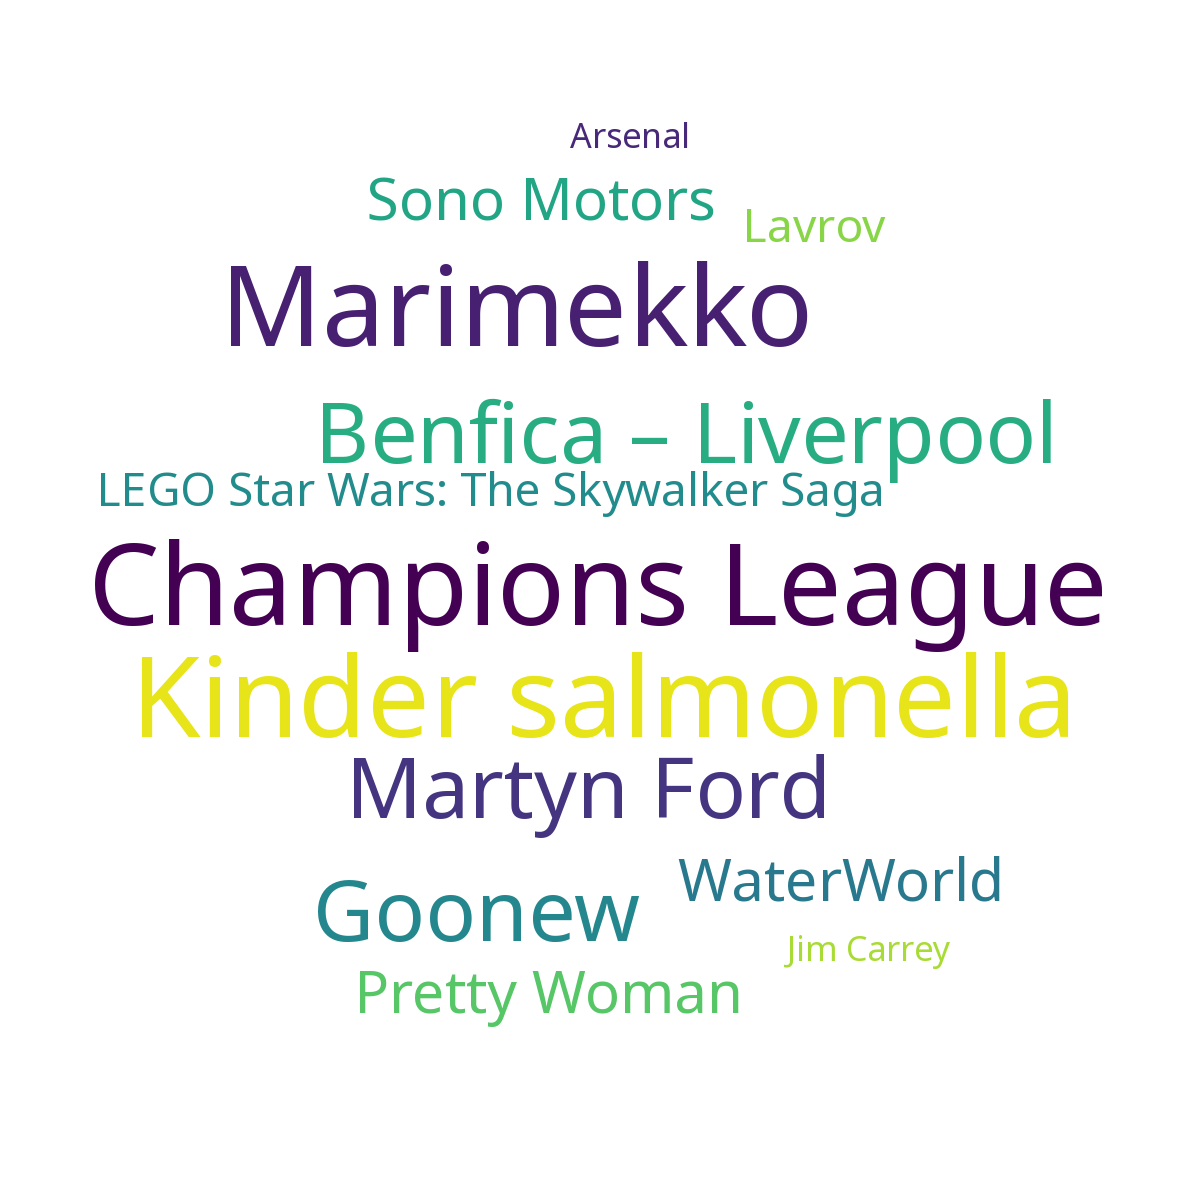 Arsenal
Sono Motors
Lavrov
Marimekko
Benfica – Liverpool
LEGO Star Wars: The Skywalker Saga
Champions League
Kinder salmonella
Martyn Ford
WaterWorld
Goonew
Jim Carrey
Pretty Woman